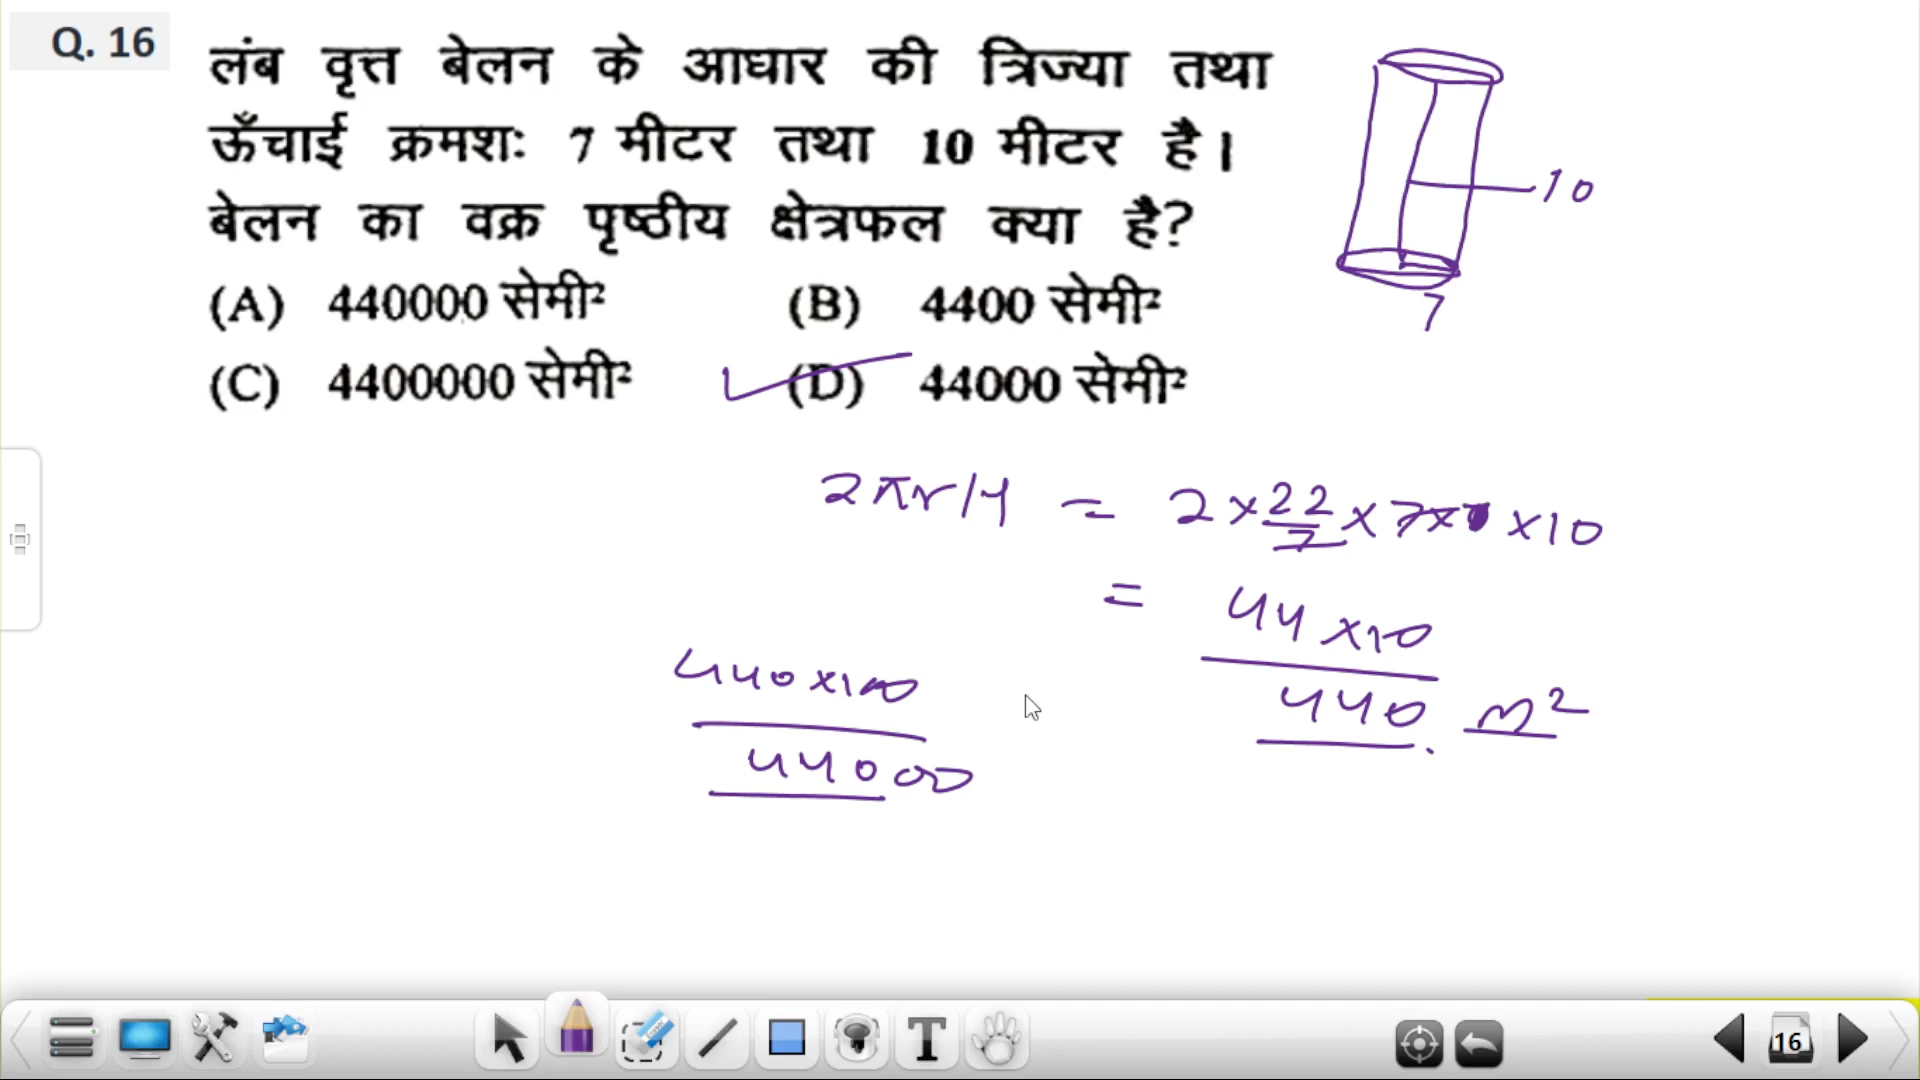 Q. 16
लंब वृत्त बेलन के आधार की त्रिज्या तथा
ऊँचाई क्रमशः 7 मीटर तथा 10 मीटर है।
बेलन का वक्र पृष्ठीय क्षेत्रफल क्या है?
(A) 440000 सेमी² (B) 4400 सेमी²
(C) 4400000 सेमी² (D) 44000 सेमी²
10
7
2πrH = 2 × 22/7 × 7 × 10
= 44 × 10
440 m²
440 × 100
44000
T
16